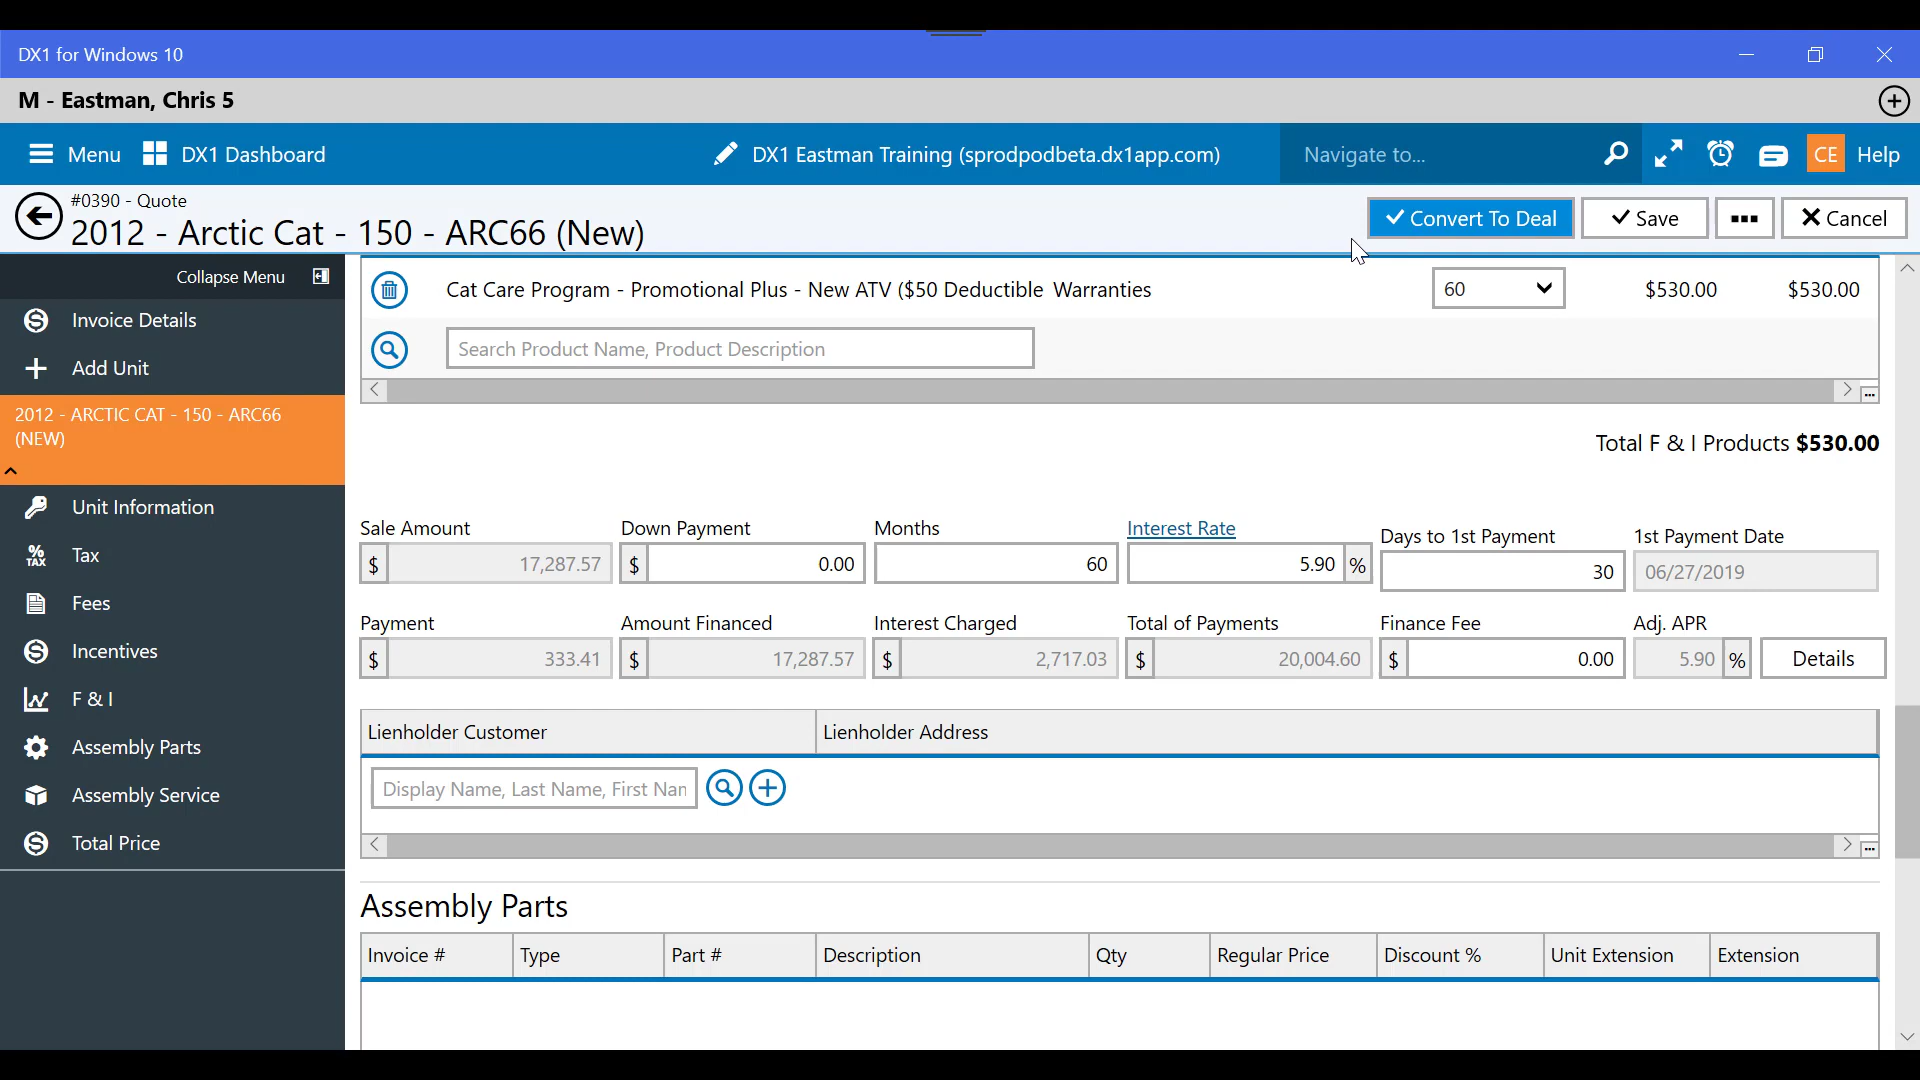 DX1 for Windows 10
M - Eastman, Chris 5
Menu
DX1 Dashboard
DX1 Eastman Training (sprodpodbeta.dx1app.com)
Navigate to...
CE
Help
#0390 - Quote
2012 - Arctic Cat - 150 - ARC66 (New)
Convert To Deal
Save
Cancel
Collapse Menu
Invoice Details
Add Unit
2012 - ARCTIC CAT - 150 - ARC66
(NEW)
Unit Information
% TAX
Tax
Fees
Incentives
F & I
Assembly Parts
Assembly Service
Total Price
Cat Care Program - Promotional Plus - New ATV ($50 Deductible Warranties
60
$530.00
$530.00
Search Product Name, Product Description
Total F & I Products $530.00
Sale Amount
Down Payment
Months
Interest Rate
Days to 1st Payment
1st Payment Date
$ 17,287.57
$ 0.00
60
5.90 %
30
06/27/2019
Payment
Amount Financed
Interest Charged
Total of Payments
Finance Fee
Adj. APR
$ 333.41
$ 17,287.57
$ 2,717.03
$ 20,004.60
$ 0.00
5.90 %
Details
Lienholder Customer
Lienholder Address
Display Name, Last Name, First Nan
Assembly Parts
Invoice #
Type
Part #
Description
Qty
Regular Price
Discount %
Unit Extension
Extension